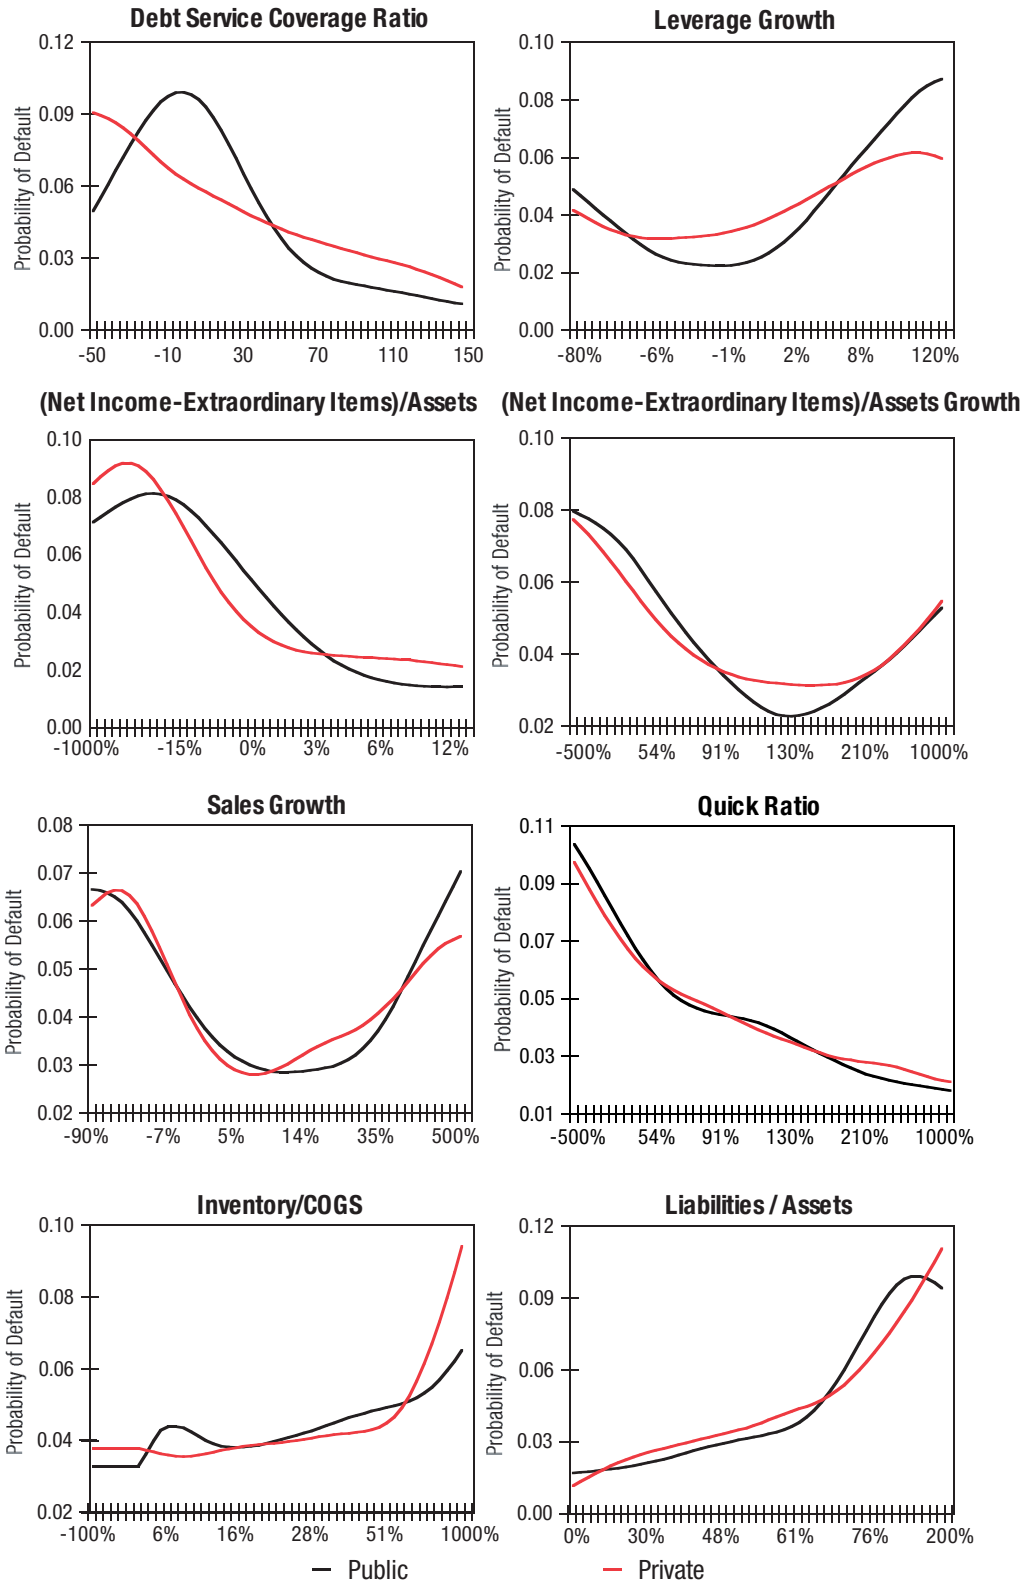 Debt Service Coverage Ratio
Probability of Default
0.12
0.09
0.06
0.03
0.00
-50 -10 30 70 110 150
Leverage Growth
Probability of Default
0.10
0.08
0.06
0.04
0.02
0.00
-80% -6% -1% 2% 8% 120%
(Net Income-Extraordinary Items)/Assets
Probability of Default
0.10
0.08
0.06
0.04
0.02
0.00
-1000% -15% 0% 3% 6% 12%
(Net Income-Extraordinary Items)/Assets Growth
Probability of Default
0.10
0.08
0.06
0.04
0.02
-500% 54% 91% 130% 210% 1000%
Sales Growth
Probability of Default
0.08
0.07
0.06
0.05
0.04
0.03
0.02
-90% -7% 5% 14% 35% 500%
Quick Ratio
Probability of Default
0.11
0.09
0.07
0.05
0.03
0.01
-500% 54% 91% 130% 210% 1000%
Inventory/COGS
Probability of Default
0.10
0.08
0.06
0.04
0.02
-100% 6% 16% 28% 51% 1000%
Liabilities / Assets
Probability of Default
0.12
0.09
0.06
0.03
0.00
0% 30% 48% 61% 76% 200%
Public Private